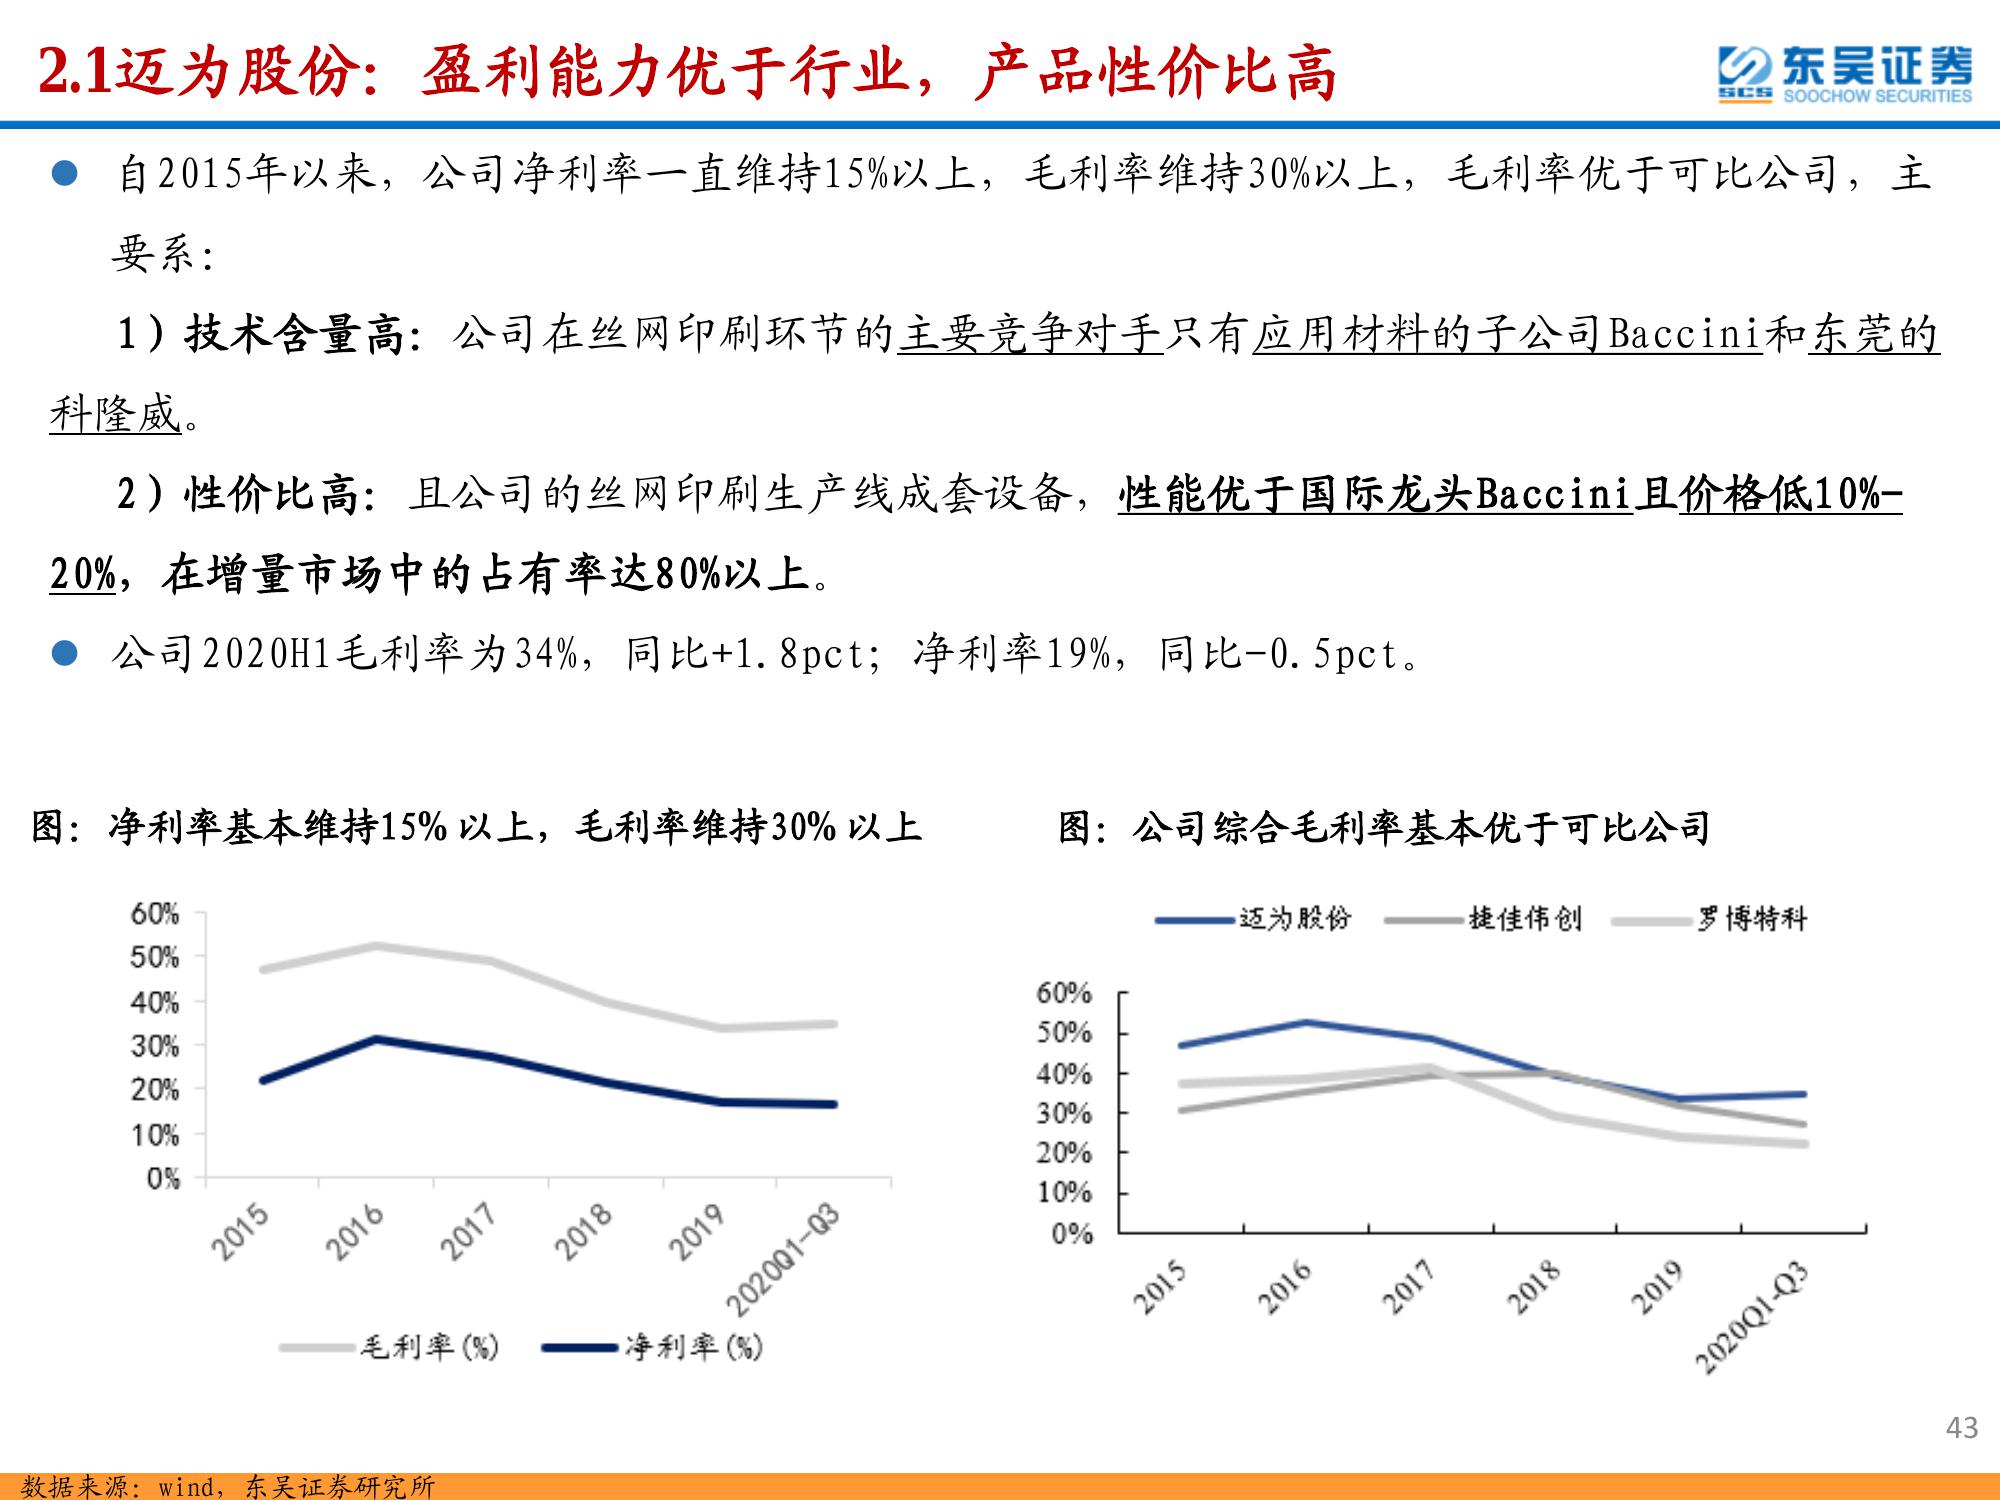 2.1迈为股份：盈利能力优于行业，产品性价比高
东吴证券
SCS SOOCHOW SECURITIES
自2015年以来，公司净利率一直维持15%以上，毛利率维持30%以上，毛利率优于可比公司，主
要系：
1）技术含量高：公司在丝网印刷环节的主要竞争对手只有应用材料的子公司Baccini和东莞的
科隆威。
2）性价比高：且公司的丝网印刷生产线成套设备，性能优于国际龙头Baccini且价格低10%-
20%，在增量市场中的占有率达80%以上。
公司2020H1毛利率为34%，同比+1.8pct；净利率19%，同比-0.5pct。
图：净利率基本维持15%以上，毛利率维持30%以上
60%
50%
40%
30%
20%
10%
0%
2015
2016
2017
2018
2019
2020Q1-Q3
毛利率(%) 净利率(%)
图：公司综合毛利率基本优于可比公司
迈为股份 捷佳伟创 罗博特科
60%
50%
40%
30%
20%
10%
0%
2015
2016
2017
2018
2019
2020Q1-Q3
43
数据来源：wind，东吴证券研究所